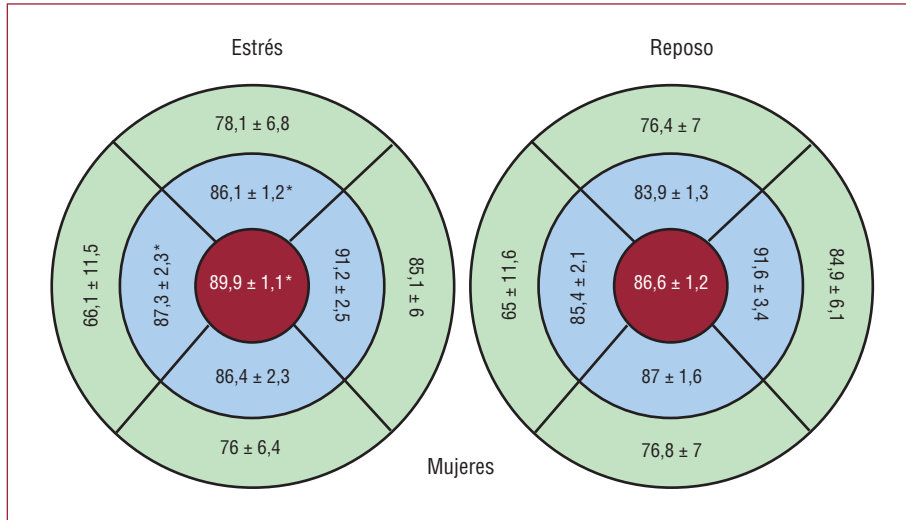 Estrés
78,1 ± 6,8
86,1 ± 1,2*
66,1 ± 11,5
87,3 ± 2,3*
89,9 ± 1,1*
91,2 ± 2,5
85,1 ± 6
86,4 ± 2,3
76 ± 6,4
Reposo
76,4 ± 7
83,9 ± 1,3
65 ± 11,6
85,4 ± 2,1
86,6 ± 1,2
91,6 ± 3,4
84,9 ± 6,1
87 ± 1,6
76,8 ± 7
Mujeres